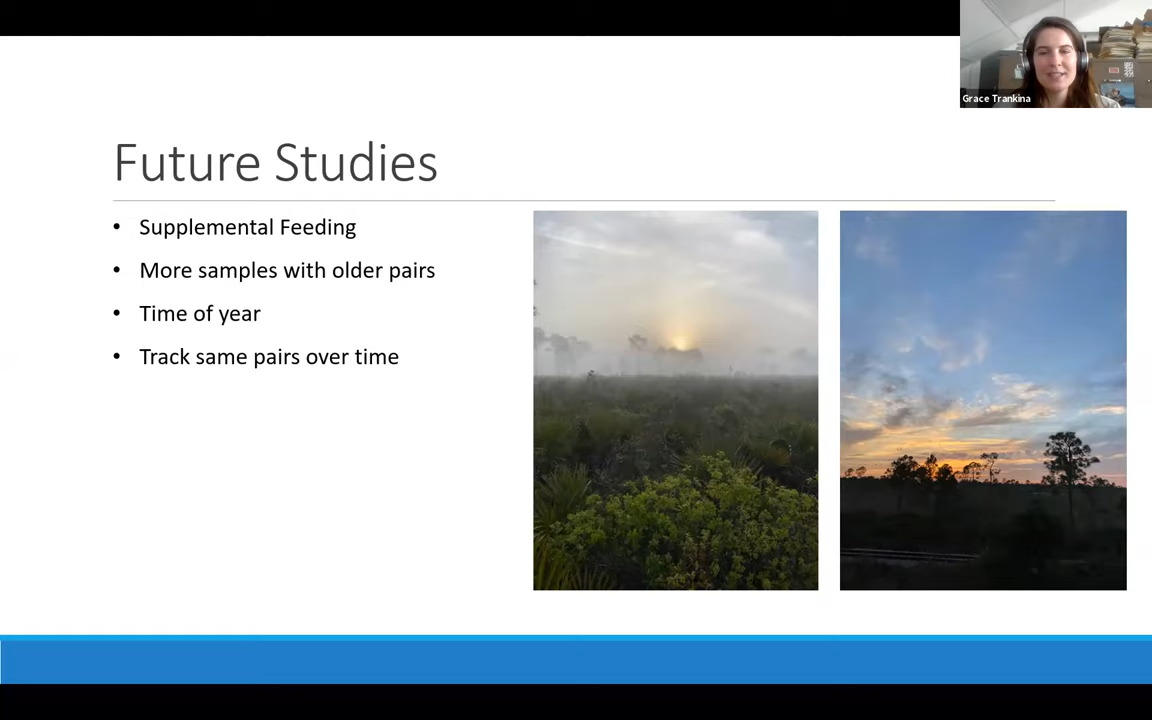 Grace Trankina
Future Studies
• Supplemental Feeding
• More samples with older pairs
• Time of year
• Track same pairs over time